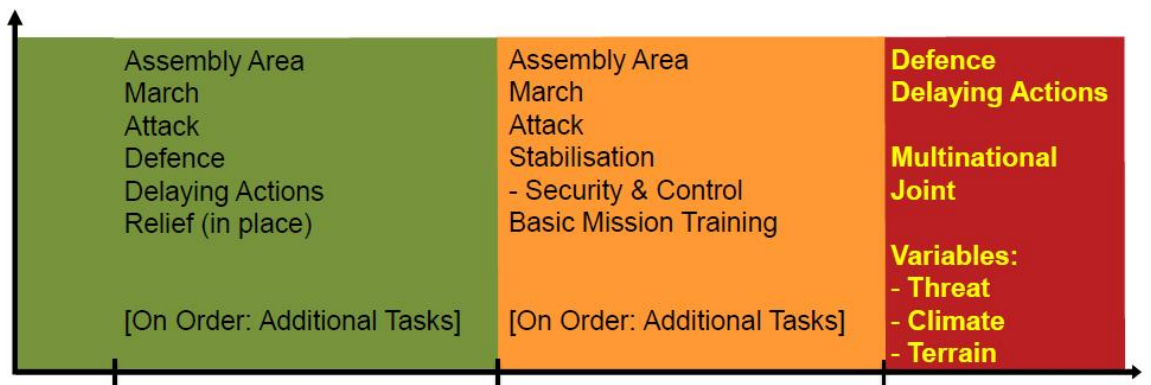 Assembly Area
March
Attack
Defence
Delaying Actions
Relief (in place)
[On Order: Additional Tasks]
Assembly Area
March
Attack
Stabilisation
- Security & Control
Basic Mission Training
[On Order: Additional Tasks]
Defence
Delaying Actions
Multinational
Joint
Variables:
- Threat
- Climate
- Terrain